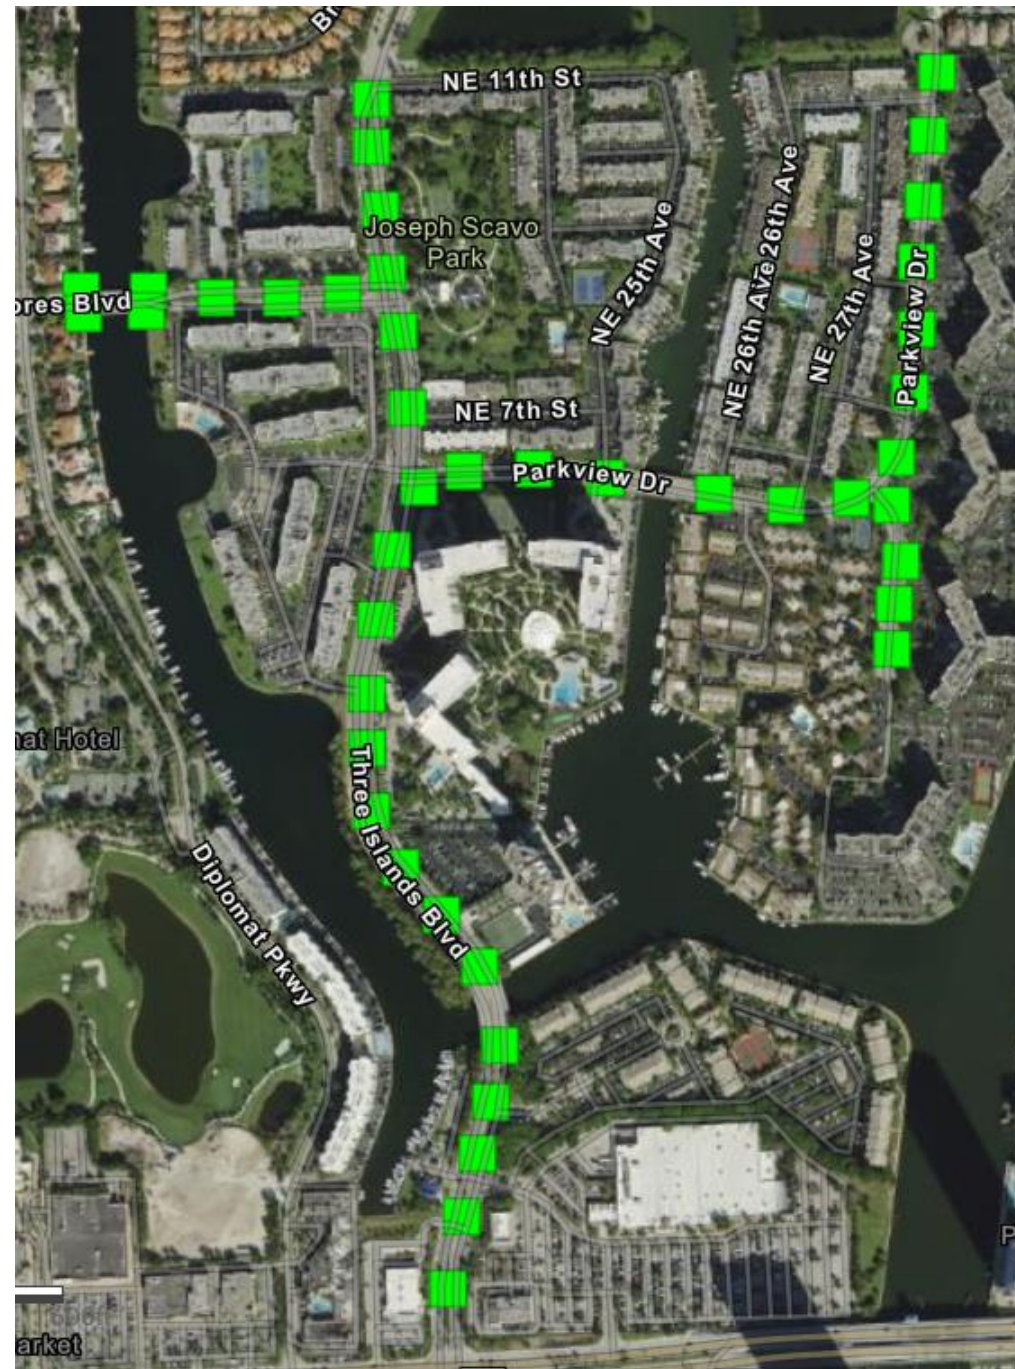 Br
NE 11th St
Joseph Scavo
Park
ores Blvd
NE 25th Ave
NE 26th Ave
26th Ave
NE 27th Ave
Parkview Dr
NE 7th St
Parkview Dr
nat Hotel
Three Islands Blvd
Diplomat Pkwy
P
arket